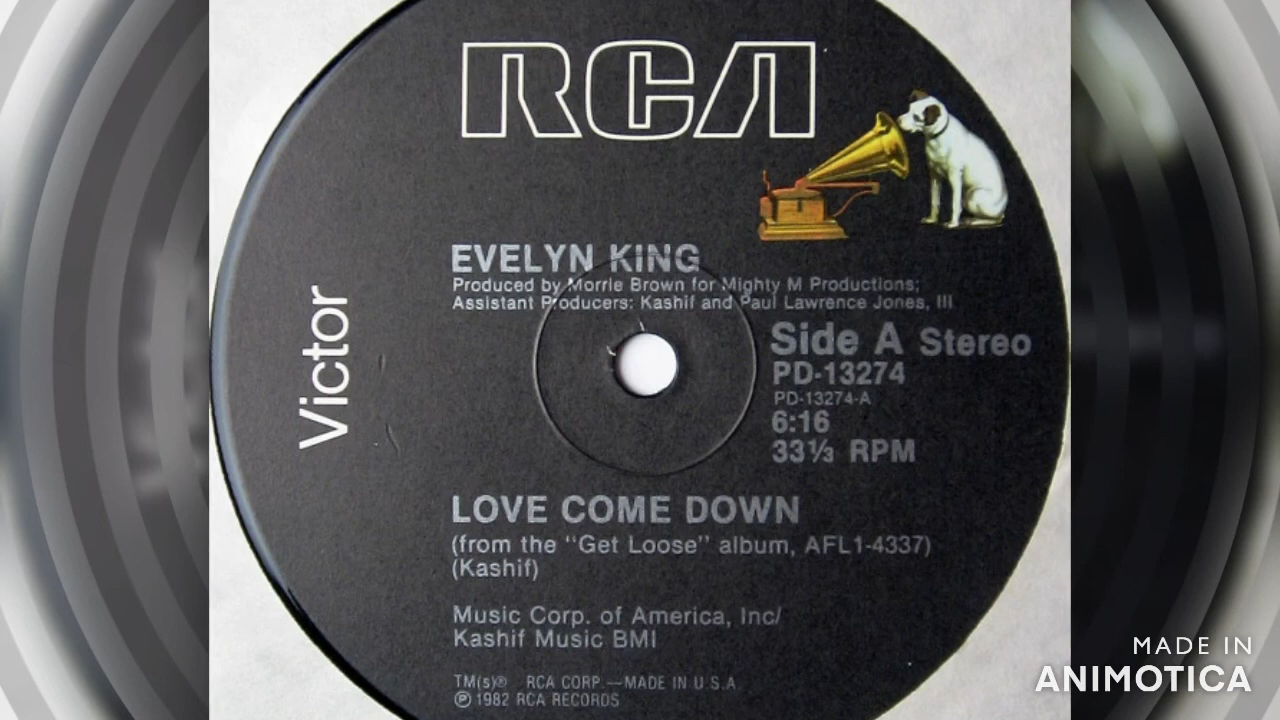 RCA
Victor
EVELYN KING
Produced by Morrie Brown for Mighty M Productions;
Assistant Producers: Kashif and Paul Lawrence Jones, III
Side A Stereo
PD-13274
PD-13274-A
6:16
33⅓ RPM
LOVE COME DOWN
(from the "Get Loose" album, AFL1-4337)
(Kashif)
Music Corp. of America, Inc/
Kashif Music BMI
TM(s)® RCA CORP.—MADE IN U.S.A
℗ 1982 RCA RECORDS
MADE IN
ANIMOTICA